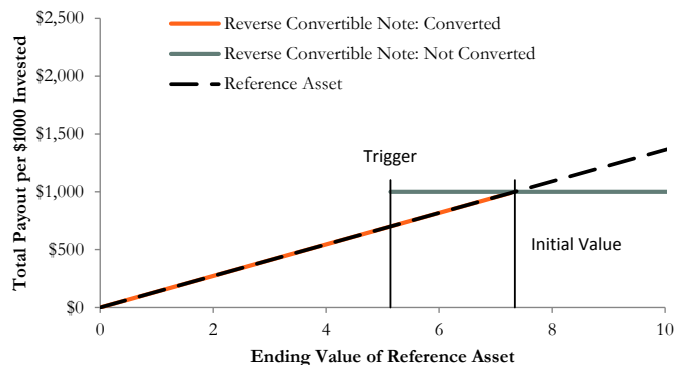 $2,500
$2,000
$1,500
$1,000
$500
$0
Total Payout per $1000 Invested
Reverse Convertible Note: Converted
Reverse Convertible Note: Not Converted
Reference Asset
Trigger
Initial Value
0 2 4 6 8 10
Ending Value of Reference Asset